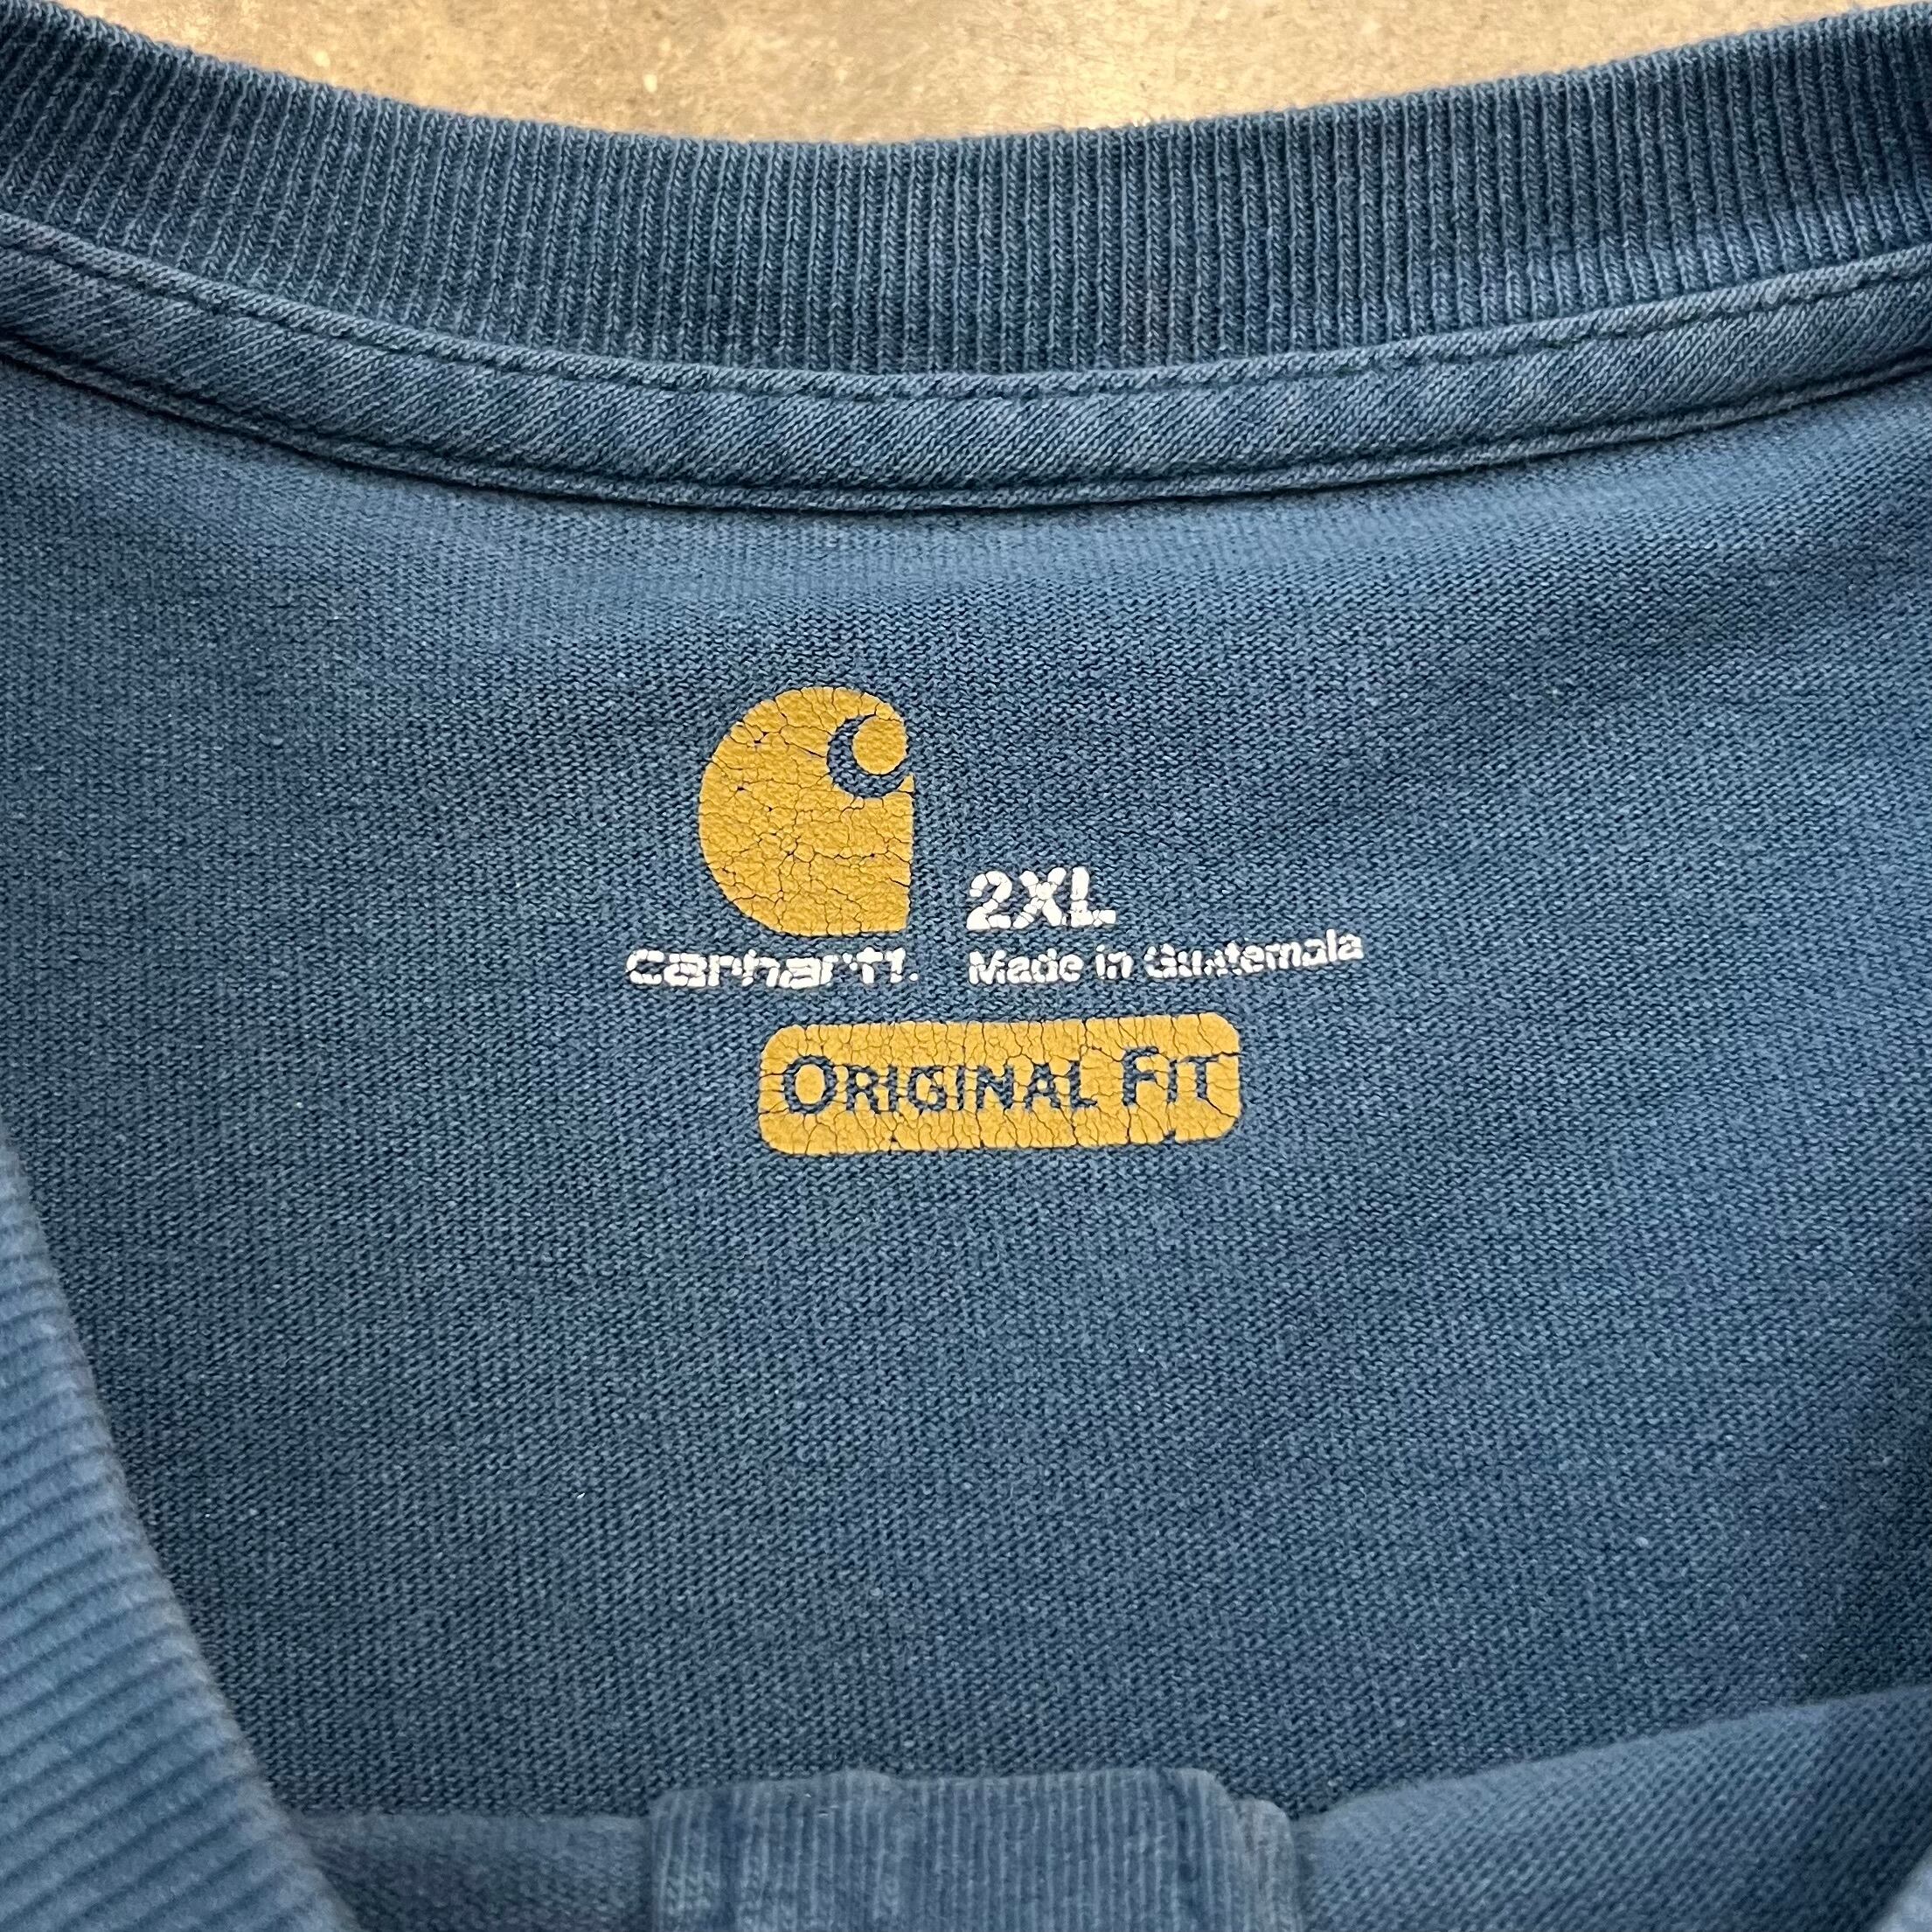 2XL
carhartt.
Made in Guatemala
ORIGINAL FIT